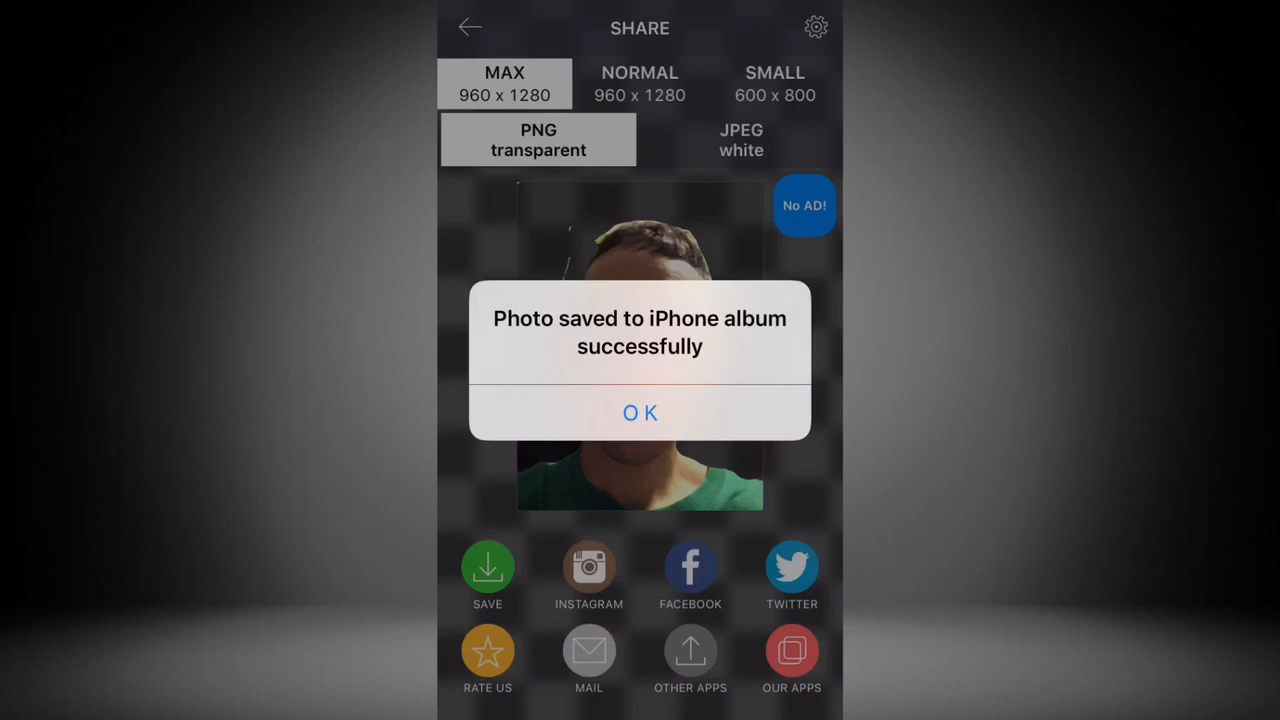 SHARE
MAX
960 x 1280
NORMAL
960 x 1280
SMALL
600 x 800
PNG
transparent
JPEG
white
No AD!
Photo saved to iPhone album
successfully
OK
SAVE
INSTAGRAM
FACEBOOK
TWITTER
RATE US
MAIL
OTHER APPS
OUR APPS